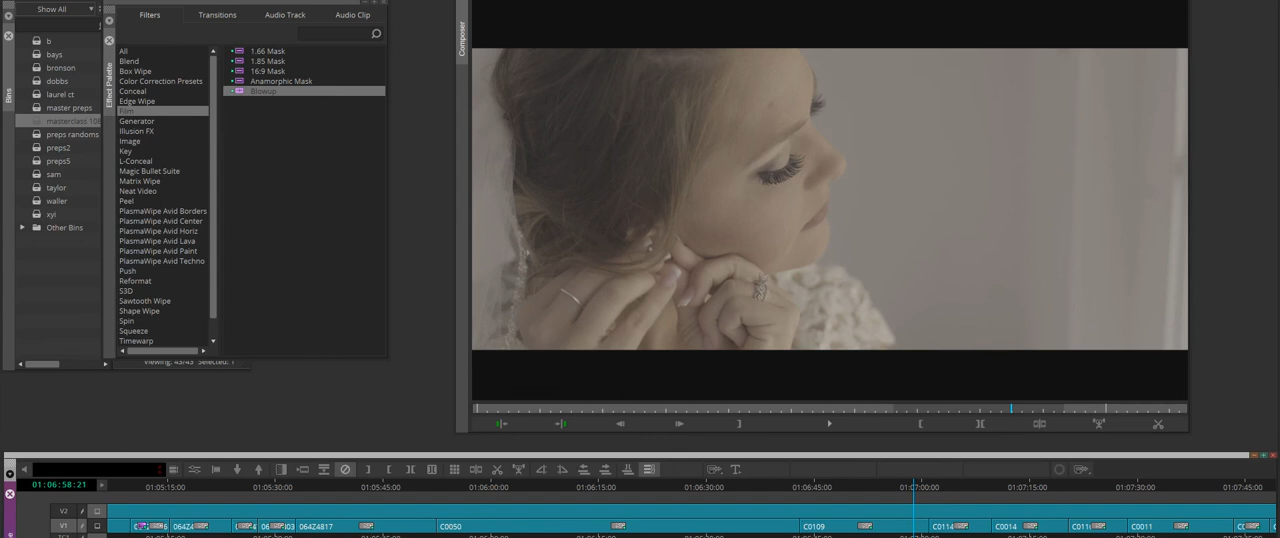 Show All
Bins
b
bays
bronson
dobbs
laurel ct
master preps
masterclass 108
preps randoms
preps2
preps5
sam
taylor
waller
xyi
Other Bins
Effect Palette
Filters
Transitions
Audio Track
Audio Clip
All
Blend
Box Wipe
Color Correction Presets
Conceal
Edge Wipe
Film
Generator
Illusion FX
Image
Key
L-Conceal
Magic Bullet Suite
Matrix Wipe
Neat Video
Peel
PlasmaWipe Avid Borders
PlasmaWipe Avid Center
PlasmaWipe Avid Horiz
PlasmaWipe Avid Lava
PlasmaWipe Avid Paint
PlasmaWipe Avid Techno
Push
Reformat
S3D
Sawtooth Wipe
Shape Wipe
Spin
Squeeze
Timewarp
1.66 Mask
1.85 Mask
16:9 Mask
Anamorphic Mask
Blowup
Viewing: 43/43 Selected: 1
Composer
01:06:58:21
01:05:15:00
01:05:30:00
01:05:45:00
01:06:00:00
01:06:15:00
01:06:30:00
01:06:45:00
01:07:00:00
01:07:15:00
01:07:30:00
01:07:45:00
V2
V1
064Z4817
C0050
C0109
C0114
C0014
C0011